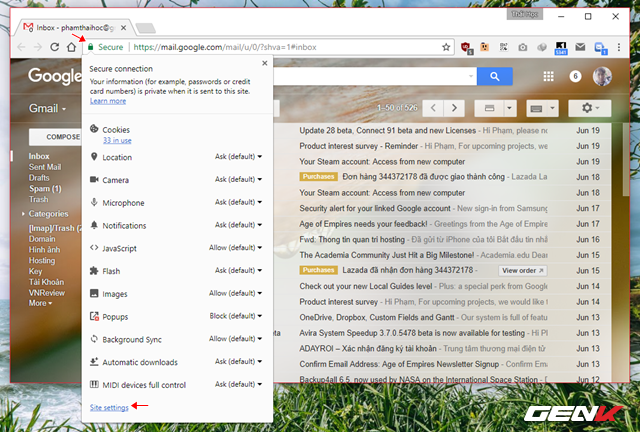 Thái Học
Inbox - phamthaihoc@g
Secure
https://mail.google.com/mail/u/0/?shva=1#inbox
Google
6
Gmail
COMPOSE
1–50 of 526
Inbox
Sent Mail
Drafts
Spam (1)
Trash
Categories
[Imap]/Trash (2
Domain
Hình ảnh
Hosting
Key
Tài Khoản
VNReview
More
Secure connection
Your information (for example, passwords or credit
card numbers) is private when it is sent to this site.
Learn more
Cookies
33 in use
Location Ask (default)
Camera Ask (default)
Microphone Ask (default)
Notifications Ask (default)
JavaScript Allow (default)
Flash Ask (default)
Images Allow (default)
Popups Block (default)
Background Sync Allow (default)
Automatic downloads Ask (default)
MIDI devices full control Ask (default)
Site settings
Update 28 beta, Connect 91 beta and new Licenses - Hi Phạm, please no Jun 19
Product interest survey - Reminder - Hi Phạm, For upcoming projects, we Jun 19
Your Steam account: Access from new computer Jun 18
Purchases Đơn hàng 344372178 đã được giao thành công - Lazada La Jun 18
Your Steam account: Access from new computer Jun 18
Security alert for your linked Google account - New sign-in from Samsung Jun 17
Age of Empires needs your feedback! - Greetings from the Age of Empire Jun 17
Fwd: Thong tin quan tri hosting - Đã gửi từ iPhone của tôi Bắt đầu tin nhắ Jun 16
The Academia Community Just Hit a Big Milestone! - Academia edu Dear Jun 15
Purchases Lazada đã nhận đơn hàng 344372178 - View order Jun 15
Check out your new Local Guides level - Plus: a special perk from Google Jun 14
Product interest survey - Hi Phạm, For upcoming projects, we would like t Jun 14
OneDrive, Dropbox, Custom Fields and Gantt - Our system is full of featur Jun 13
Avira System Speedup 3.7.0.5478 beta is now available for testing - Hi Jun 13
ADAYROI – Xác nhận đăng ký tài khoản - Trung tâm thương mại điện tử Jun 13
Confirm Email Address: Age of Empires Newsletter Signup - Confirm Email Jun 13
Backup4all 6.5, now used by NASA on the International Space Station - [ Jun 12
GENK